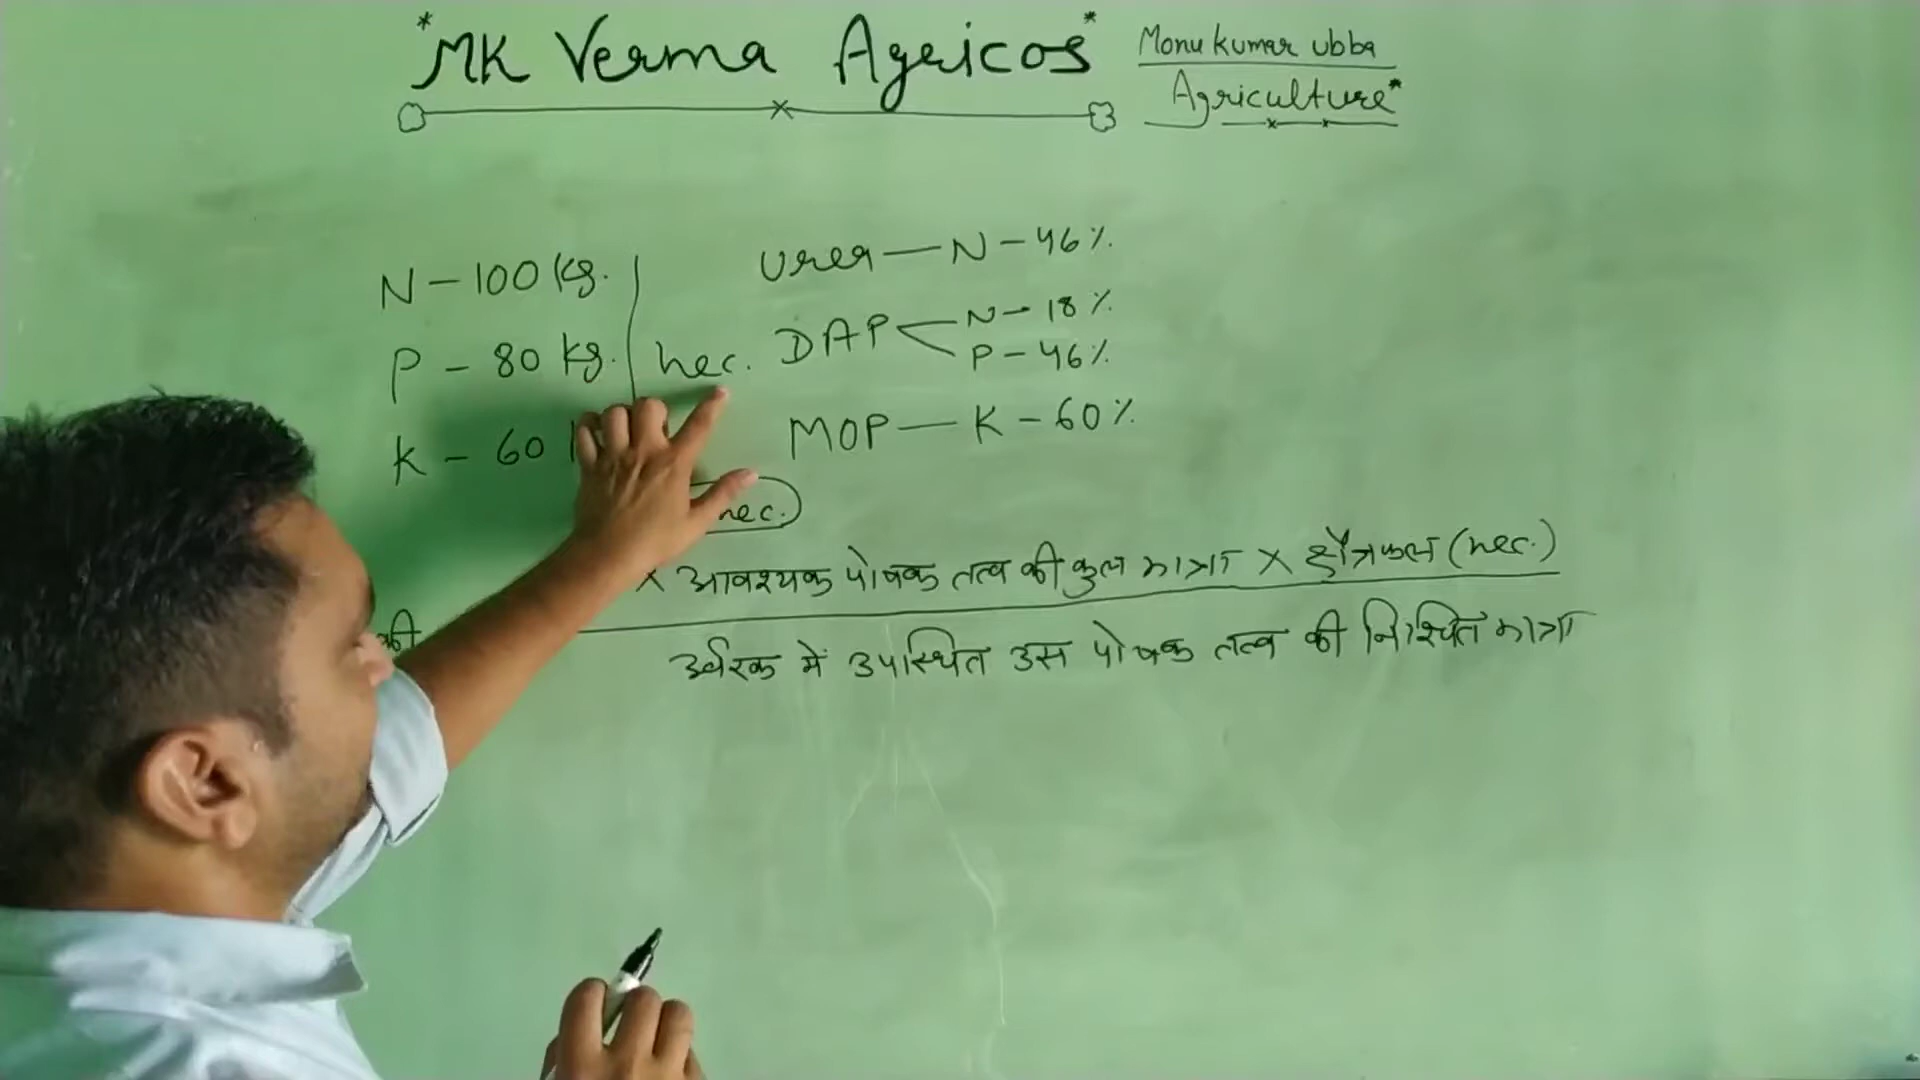 *MK Verma Agricos*
Monu kumar ubba
Agriculture*
N - 100 kg.
P - 80 kg. hec.
K - 60
Urea — N - 46 %
DAP N - 18 %
P - 46 %
MOP — K - 60 %
hec.)
X आवश्यक पोषक तत्व की कुल मात्रा X क्षेत्रफल (hec.)
की
उर्वरक में उपस्थित उस पोषक तत्व की निश्चित मात्रा